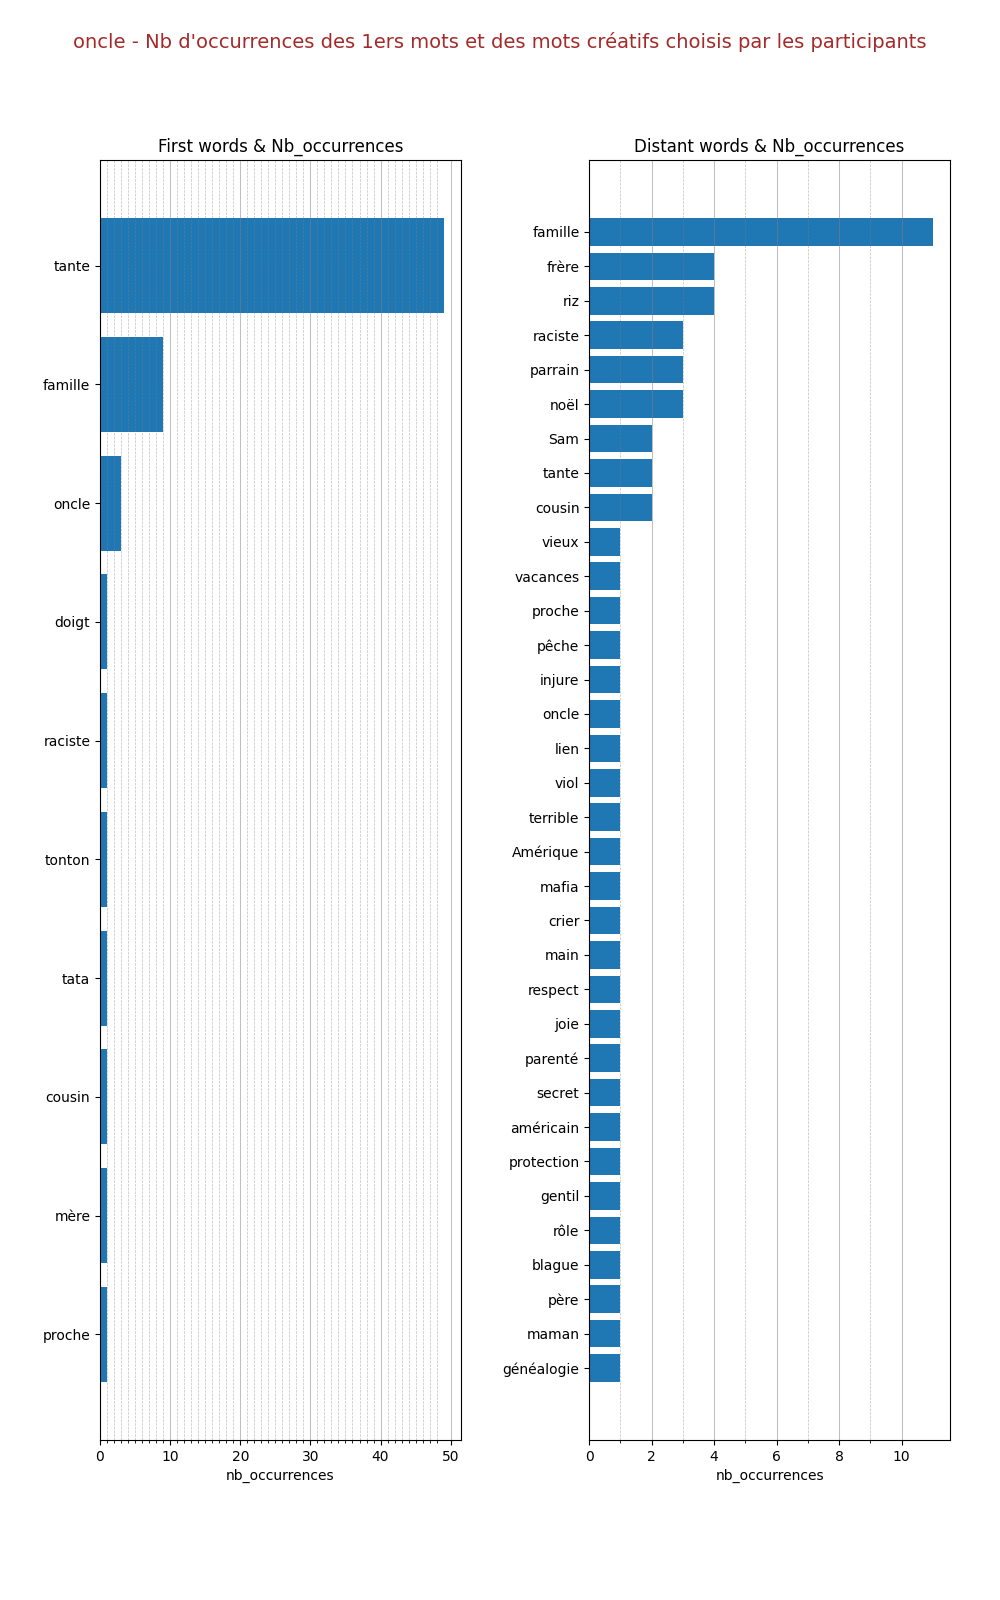 oncle - Nb d'occurrences des 1ers mots et des mots créatifs choisis par les participants
First words & Nb_occurrences
tante
famille
oncle
doigt
raciste
tonton
tata
cousin
mère
proche
0 10 20 30 40 50
nb_occurrences
Distant words & Nb_occurrences
famille
frère
riz
raciste
parrain
noël
Sam
tante
cousin
vieux
vacances
proche
pêche
injure
oncle
lien
viol
terrible
Amérique
mafia
crier
main
respect
joie
parenté
secret
américain
protection
gentil
rôle
blague
père
maman
généalogie
0 2 4 6 8 10
nb_occurrences